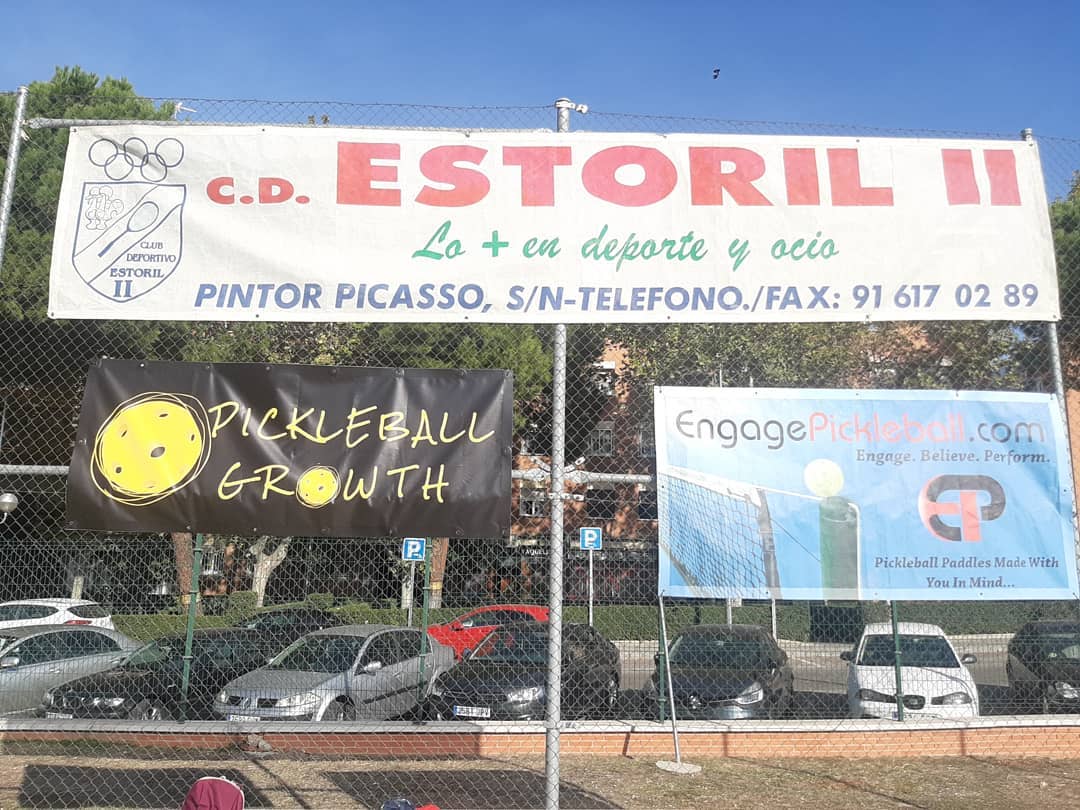 C.D. ESTORIL II
Lo + en deporte y ocio
PINTOR PICASSO, S/N-TELEFONO./FAX: 91 617 02 89
CLUB
DEPORTIVO
ESTORIL
II
PICKLEBALL
GROWTH
EngagePickleball.com
Engage. Believe. Perform.
EP
Pickleball Paddles Made With
You In Mind...
P
P